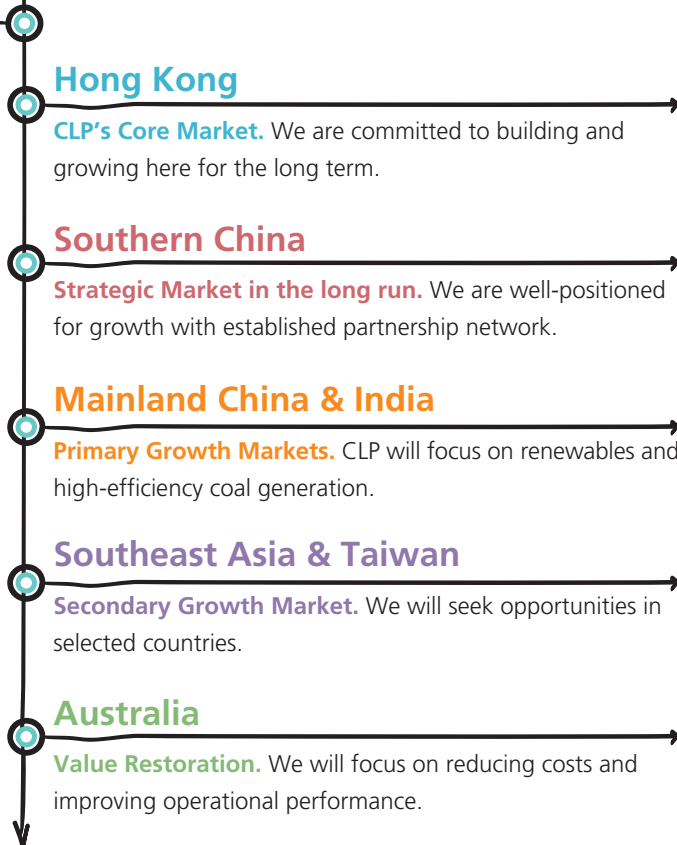 Hong Kong
CLP's Core Market. We are committed to building and
growing here for the long term.
Southern China
Strategic Market in the long run. We are well-positioned
for growth with established partnership network.
Mainland China & India
Primary Growth Markets. CLP will focus on renewables and
high-efficiency coal generation.
Southeast Asia & Taiwan
Secondary Growth Market. We will seek opportunities in
selected countries.
Australia
Value Restoration. We will focus on reducing costs and
improving operational performance.